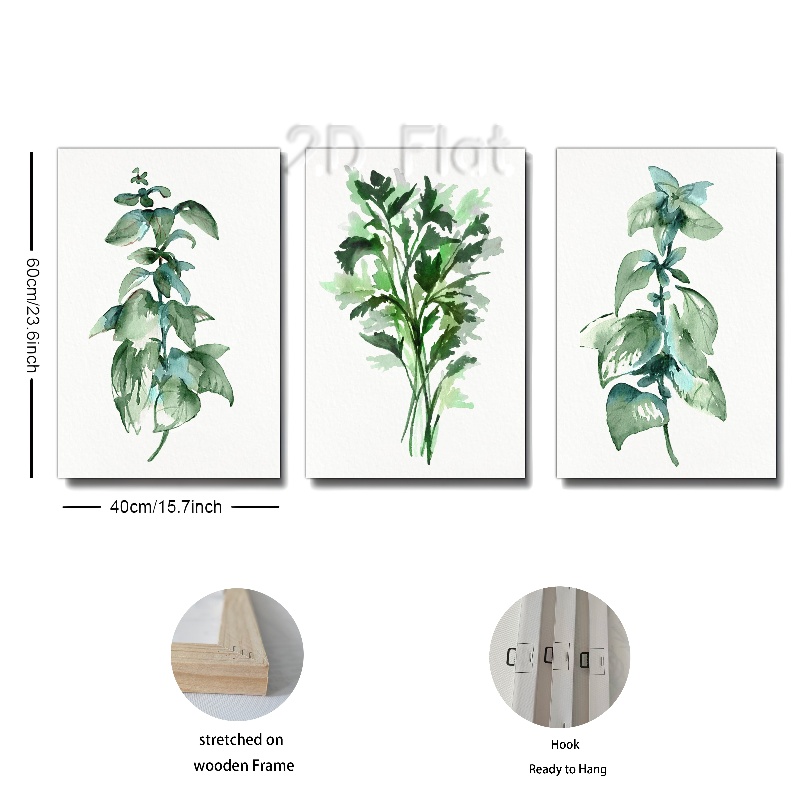 2D Flat
60cm/23.6inch
40cm/15.7inch
stretched on
wooden Frame
Hook
Ready to Hang